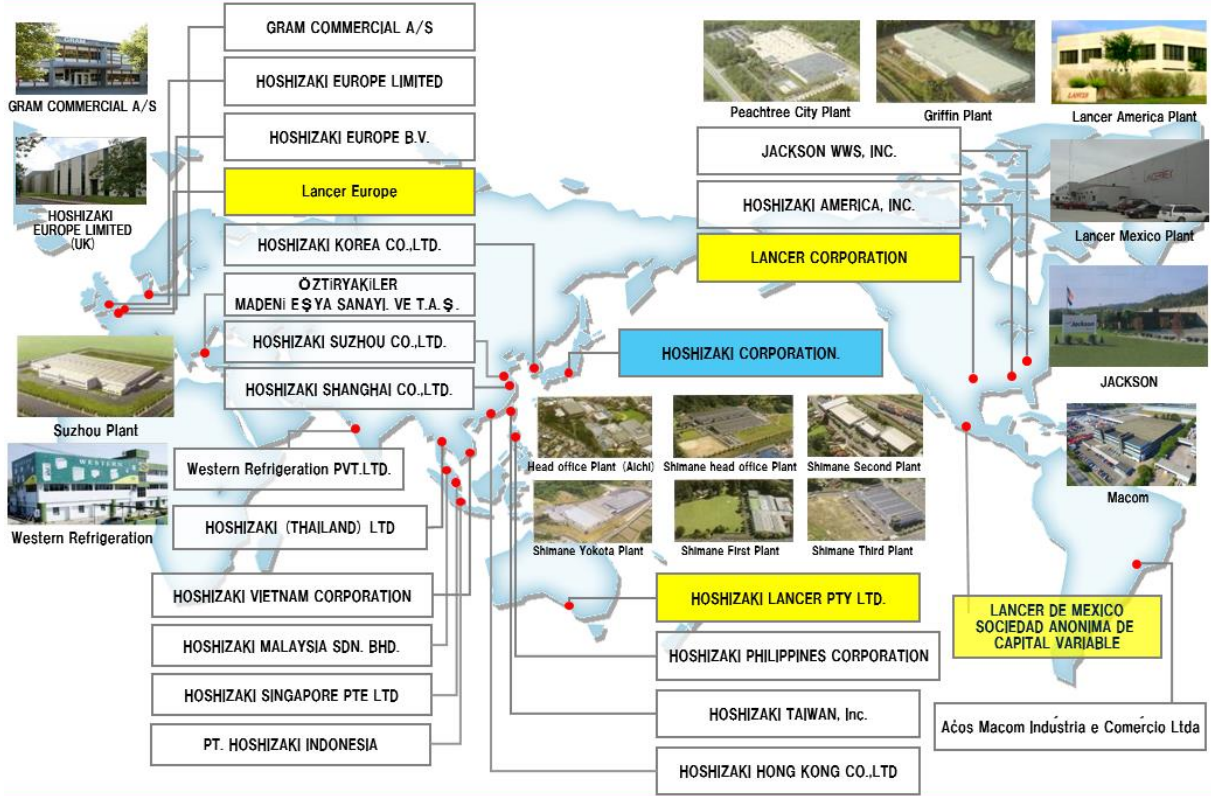 GRAM COMMERCIAL A/S
HOSHIZAKI EUROPE LIMITED
HOSHIZAKI EUROPE B.V.
Lancer Europe
HOSHIZAKI KOREA CO.,LTD.
ÖZTİRYAKİLER
MADENİ EŞYA SANAYI. VE T.A.Ş.
HOSHIZAKI SUZHOU CO.,LTD.
HOSHIZAKI SHANGHAI CO.,LTD.
Western Refrigeration PVT.LTD.
HOSHIZAKI (THAILAND) LTD
HOSHIZAKI VIETNAM CORPORATION
HOSHIZAKI MALAYSIA SDN. BHD.
HOSHIZAKI SINGAPORE PTE LTD
PT. HOSHIZAKI INDONESIA
GRAM
GRAM COMMERCIAL A/S
HOSHIZAKI
EUROPE LIMITED
(UK)
Suzhou Plant
WESTERN
Western Refrigeration
Peachtree City Plant
Griffin Plant
LANCER
Lancer America Plant
JACKSON WWS, INC.
HOSHIZAKI AMERICA, INC.
LANCER CORPORATION
LANCERMEX
Lancer Mexico Plant
Jackson
JACKSON
Macom
HOSHIZAKI CORPORATION.
Head office Plant (Aichi)
Shimane head office Plant
Shimane Second Plant
Shimane Yokota Plant
Shimane First Plant
Shimane Third Plant
HOSHIZAKI LANCER PTY LTD.
HOSHIZAKI PHILIPPINES CORPORATION
HOSHIZAKI TAIWAN, Inc.
HOSHIZAKI HONG KONG CO.,LTD
LANCER DE MEXICO
SOCIEDAD ANONIMA DE
CAPITAL VARIABLE
Aćos Macom Indústria e Comércio Ltda